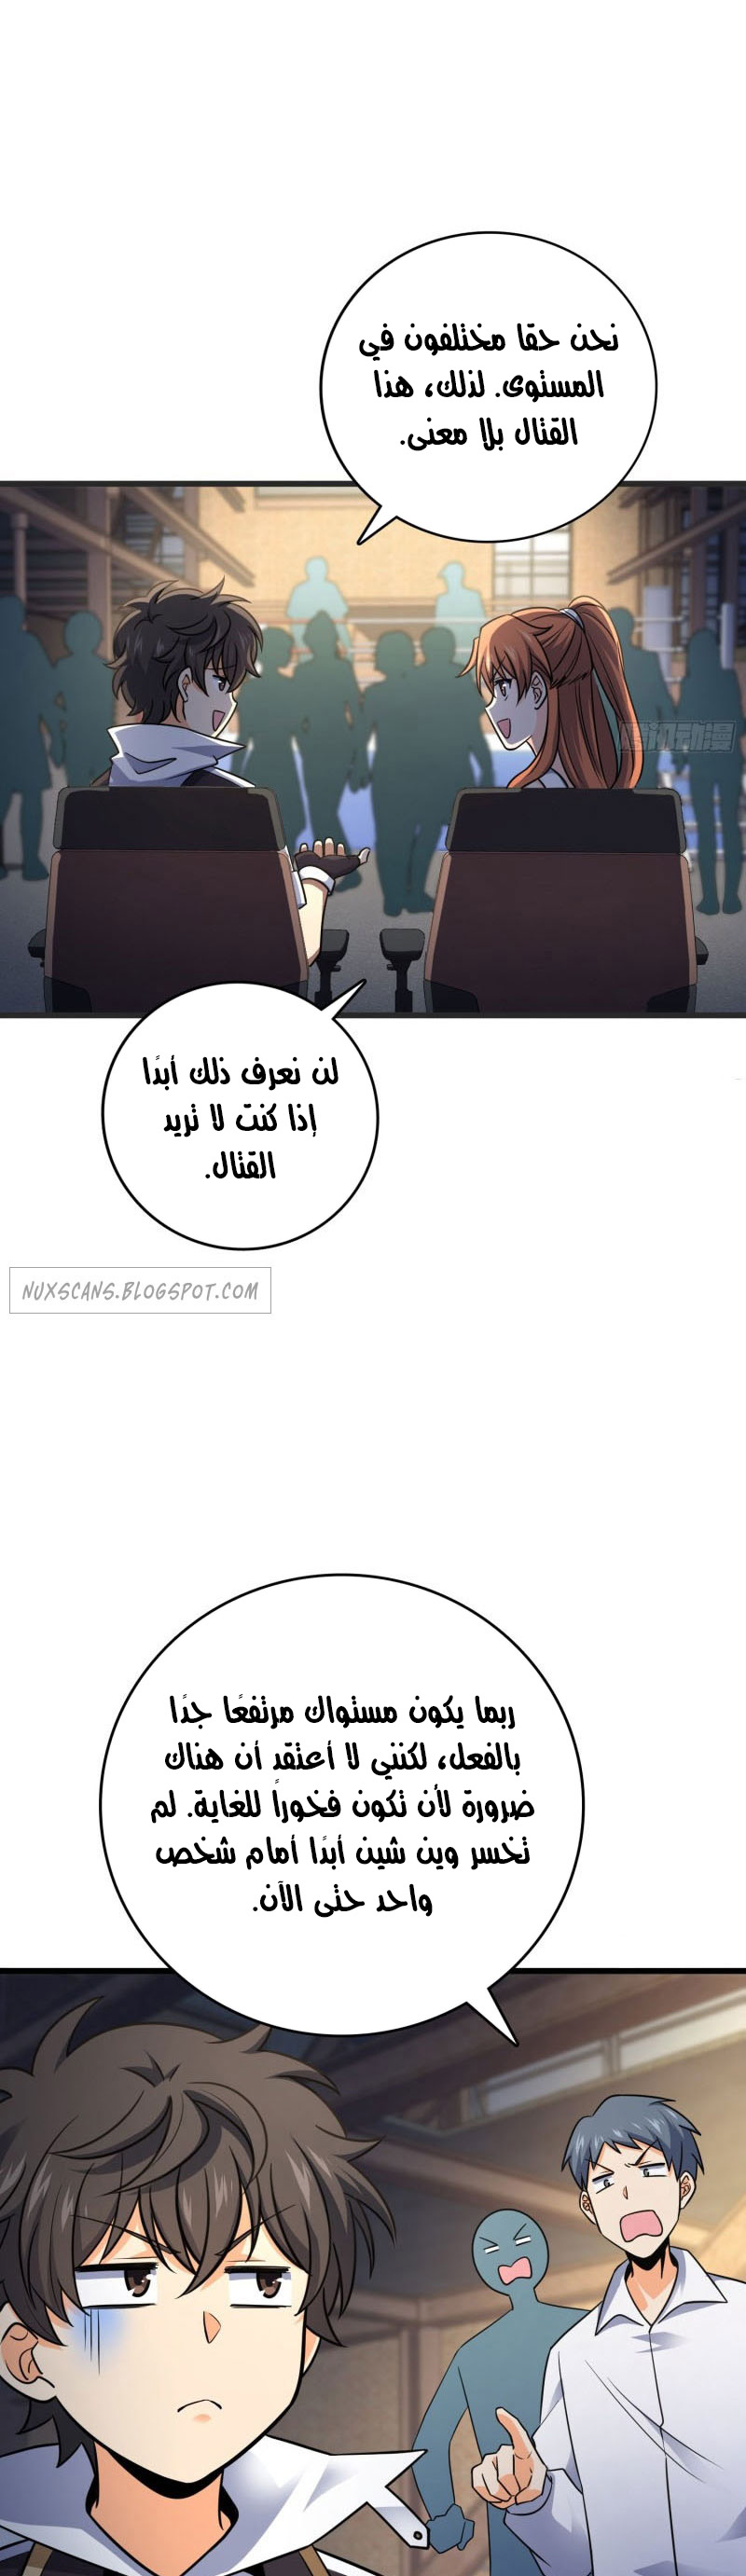 نحن حقا مختلفون في
المستوى. لذلك، هذا
القتال بلا معنى.
لن نعرف ذلك أبدًا
إذا كنت لا تريد
القتال.
NUXSCANS.BLOGSPOT.COM
ربما يكون مستواك مرتفعًا جدًا
بالفعل، لكنني لا أعتقد أن هناك
ضرورة لأن تكون فخوراً للغاية. لم
تخسر وين شين أبدًا أمام شخص
واحد حتى الآن.